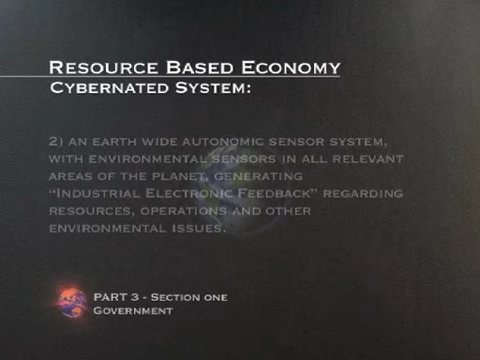 Resource Based Economy
Cybernated System:
2) an earth wide autonomic sensor system,
with environmental sensors in all relevant
areas of the planet, generating
“Industrial Electronic Feedback” regarding
resources, operations and other
environmental issues.
PART 3 - Section one
Government